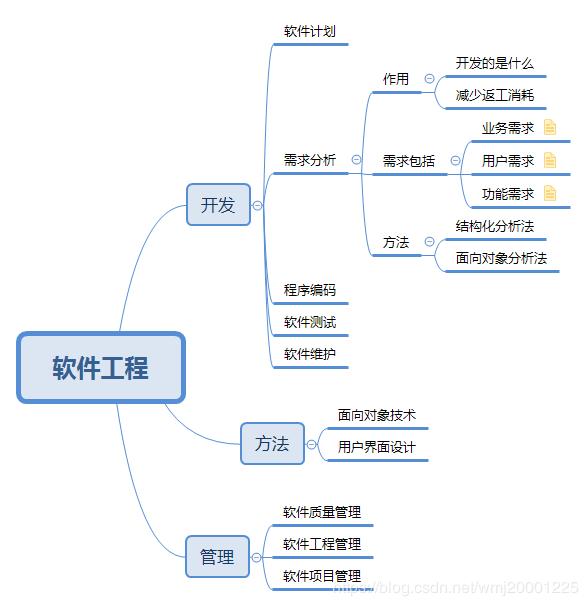 软件工程
开发
软件计划
需求分析
作用
开发的是什么
减少返工消耗
需求包括
业务需求
用户需求
功能需求
方法
结构化分析法
面向对象分析法
程序编码
软件测试
软件维护
方法
面向对象技术
用户界面设计
管理
软件质量管理
软件工程管理
软件项目管理
https://blog.csdn.net/wmj20001225